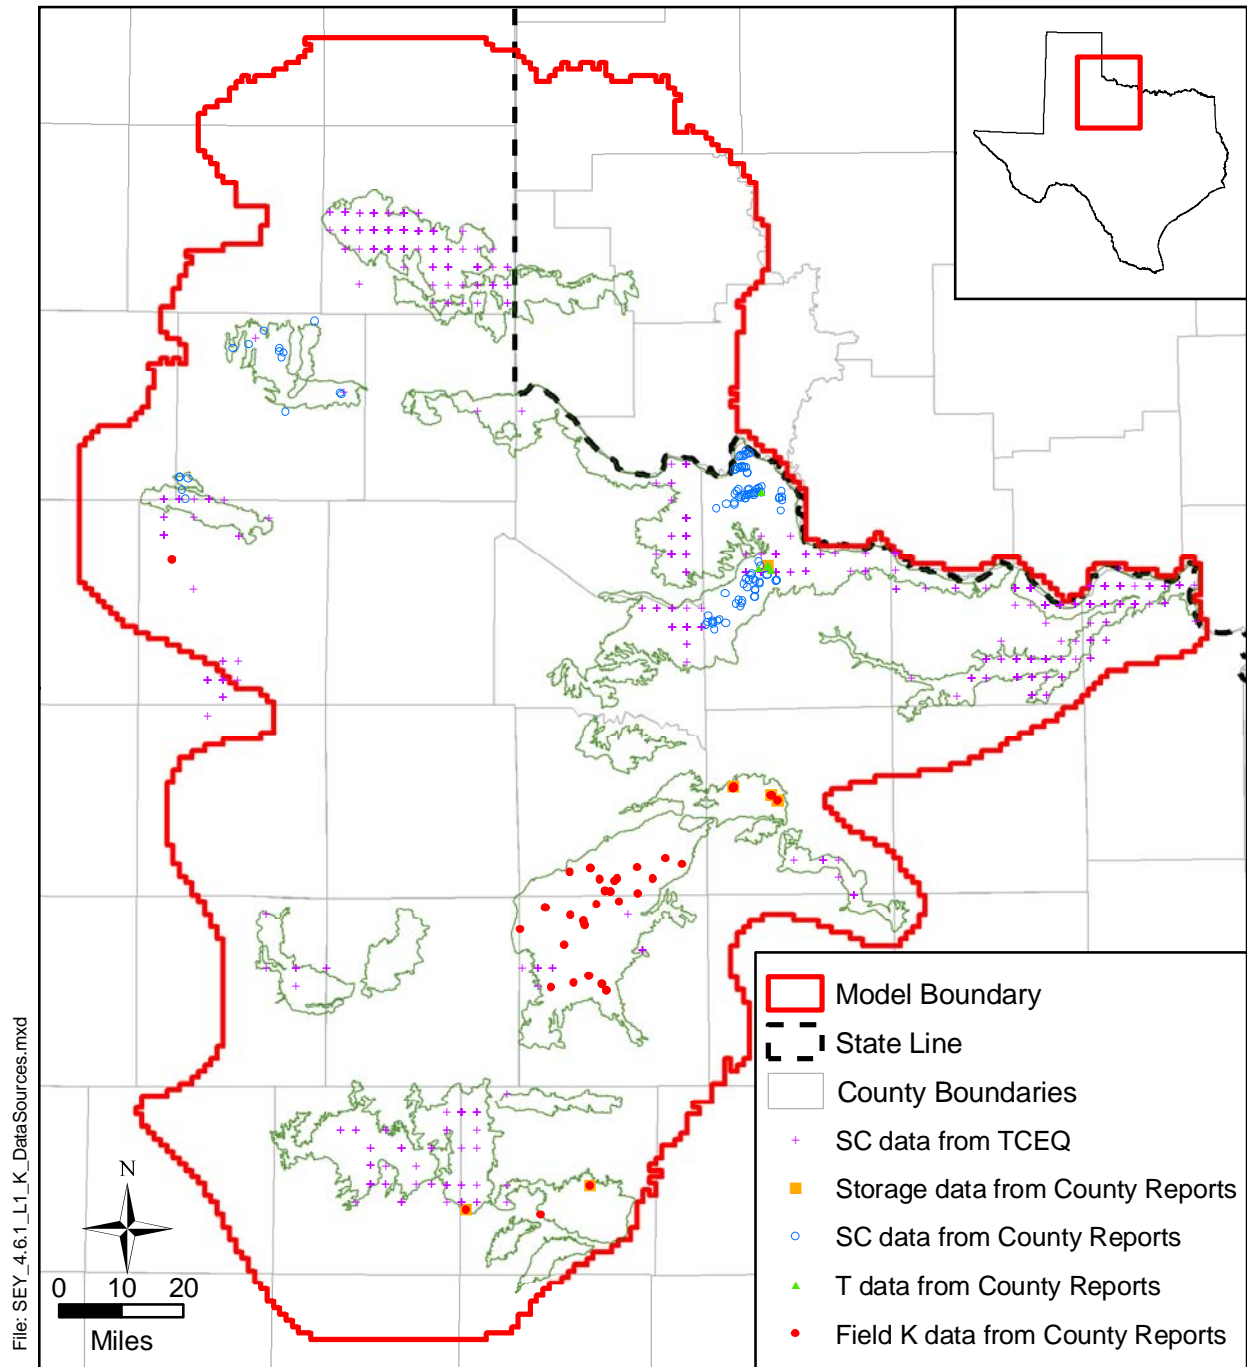 Model Boundary
State Line
County Boundaries
SC data from TCEQ
Storage data from County Reports
SC data from County Reports
T data from County Reports
Field K data from County Reports
N
0 10 20
Miles
File: SEY_4.6.1_L1_K_DataSources.mxd